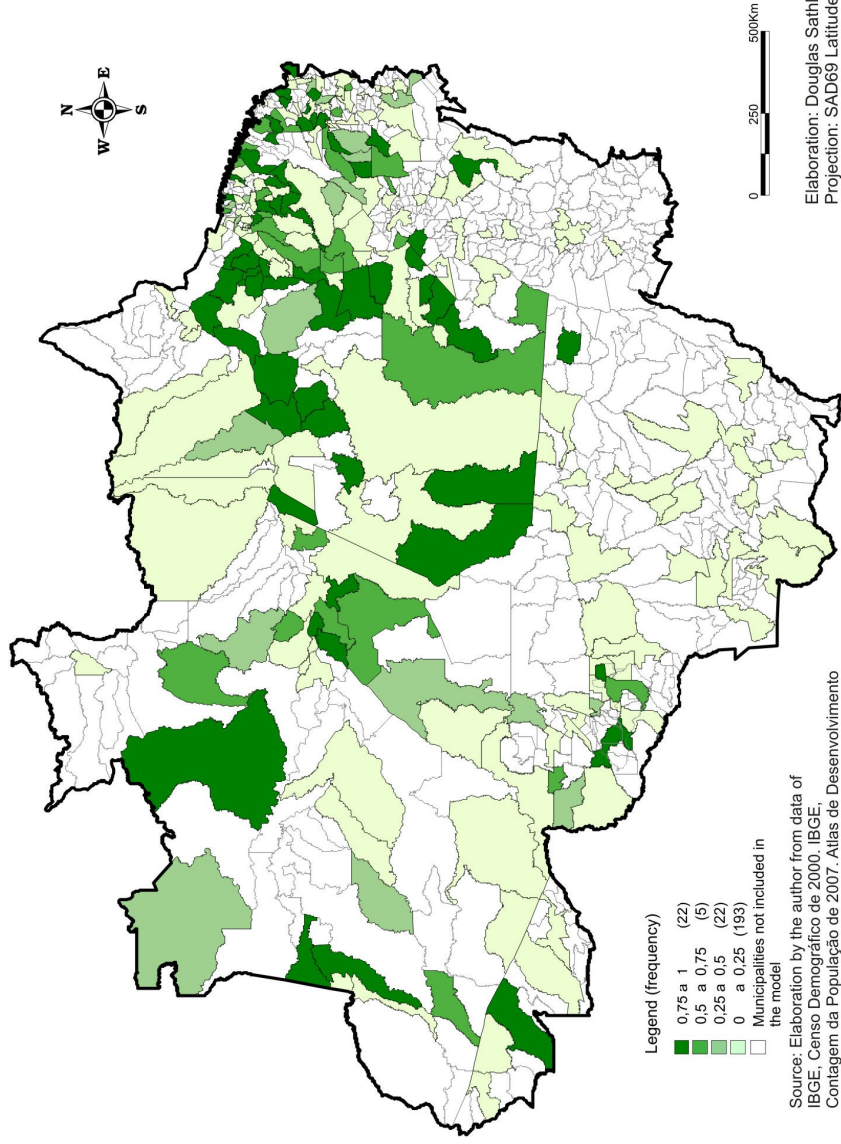 N
W E
S
0 250 500Km
Elaboration: Douglas Sath
Projection: SAD69 Latitude
Legend (frequency)
0,75 a 1 (22)
0,5 a 0,75 (5)
0,25 a 0,5 (22)
0 a 0,25 (193)
Municipalities not included in
the model
Source: Elaboration by the author from data of
IBGE, Censo Demográfico de 2000. IBGE,
Contagem da População de 2007. Atlas de Desenvolvimento